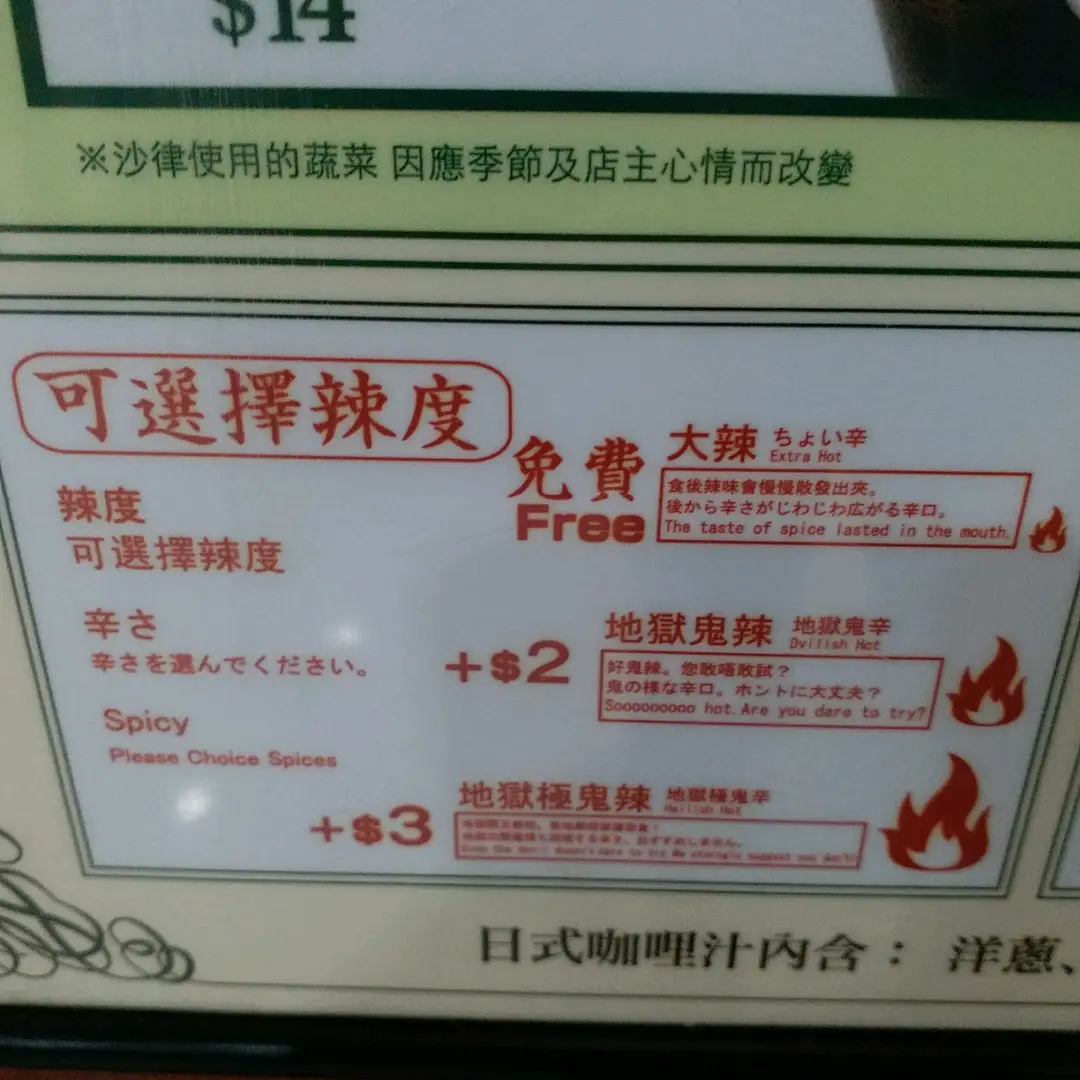 $14
※沙律使用的蔬菜 因應季節及店主心情而改變
可選擇辣度
辣度
可選擇辣度
辛さ
辛さを選んでください。
Spicy
Please Choice Spices
免費
Free
大辣 ちょい辛
Extra Hot
食後辣味會慢慢散發出來。
後から辛さがじわじわ広がる辛口。
The taste of spice lasted in the mouth.
+$2
地獄鬼辣 地獄鬼辛
Dvilish Hot
好鬼辣。您敢唔敢試？
鬼の様な辛口。ホントに大丈夫？
Sooooooooo hot.Are you dare to try?
+$3
地獄極鬼辣 地獄極鬼辛
Hellish Hot
日式咖哩汁內含： 洋蔥、